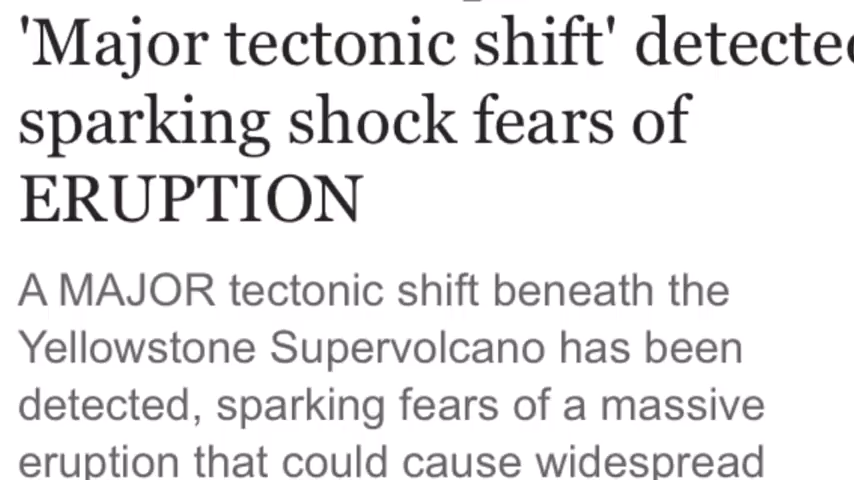 'Major tectonic shift' detected
sparking shock fears of
ERUPTION
A MAJOR tectonic shift beneath the
Yellowstone Supervolcano has been
detected, sparking fears of a massive
eruption that could cause widespread